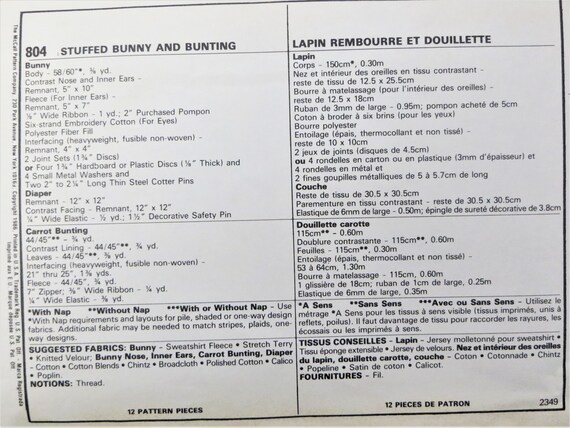 804 STUFFED BUNNY AND BUNTING
Bunny
Body - 58/60"*, ⅜ yd.
Contrast Nose and Inner Ears -
Remnant, 5" x 10"
Fleece (For Inner Ears) -
Remnant, 5" x 7"
⅛" Wide Ribbon - 1 yd.; 2" Purchased Pompon
Six-strand Embroidery Cotton (For Eyes)
Polyester Fiber Fill
Interfacing (heavyweight, fusible non-woven) -
Remnant, 4" x 4"
2 Joint Sets (1¾" Discs)
or Four 1¾" Hardboard or Plastic Discs (⅛" Thick) and
4 Small Metal Washers and
Two 2" to 2¼" Long Thin Steel Cotter Pins
Diaper
Remnant - 12" x 12"
Contrast Facing - Remnant, 12" x 12"
¼" Wide Elastic - ½ yd.; 1½" Decorative Safety Pin
Carrot Bunting
44/45"** - ¾ yd.
Contrast Lining - 44/45"**, ¾ yd.
Leaves - 44/45"**, ⅜ yd.
Interfacing (heavyweight, fusible non-woven) -
21" thru 25", 1⅜ yds.
Fleece - 45", ¾ yd.
7" Zipper; ⅜" Wide Ribbon - ¼ yd.
¼" Wide Elastic - ⅜ yd.
*With Nap **Without Nap ***With or Without Nap - Use
*With Nap requirements and layouts for pile, shaded or one-way design
fabrics. Additional fabric may be needed to match stripes, plaids, one-
way designs.
SUGGESTED FABRICS: Bunny - Sweatshirt Fleece • Stretch Terry
• Knitted Velour; Bunny Nose, Inner Ears, Carrot Bunting, Diaper
- Cotton • Cotton Blends • Chintz • Broadcloth • Polished Cotton • Calico
• Poplin.
NOTIONS: Thread.
12 PATTERN PIECES
LAPIN REMBOURRE ET DOUILLETTE
Lapin
Corps - 150cm*, 0.30m
Nez et intérieur des oreilles en tissu contrastant -
reste de tissu de 12.5 x 25.5cm
Bourre à matelassage (pour l'intérieur des oreilles) -
reste de 12.5 x 18cm
Ruban de 3mm de large - 0.95m; pompon acheté de 5cm
Coton à broder à six brins (pour les yeux)
Bourre polyester
Entoilage (épais, thermocollant et non tissé) -
reste de 10 x 10cm
2 jeux de joints (disques de 4.5cm)
ou 4 rondelles en carton ou en plastique (3mm d'épaisseur) et
4 rondelles en métal et
2 fines goupilles métalliques de 5 à 5.7cm de long
Couche
Reste de tissu de 30.5 x 30.5cm
Parementure en tissu contrastant - reste de 30.5 x 30.5cm
Elastique de 6mm de large - 0.50m; épingle de sureté décorative de 3.8cm
Douillette carotte
115cm** - 0.60m
Doublure contrastante - 115cm**, 0.60m
Feuilles - 115cm**, 0.30m
Entoilage (épais, thermocollant et non tissé) -
53 à 64cm, 1.30m
Bourre à matelassage - 115cm, 0.60m
1 glissière de 18cm; ruban de 1cm de large - 0.25m
Elastique de 6mm de large, 0.35m
*A Sens **Sans Sens ***Avec ou Sans Sens - Utilisez le
métrage *A Sens pour les tissus à sens visible (tissus imprimés, unis à
reflets, poilus). Il faut davantage de tissu pour raccorder les rayures, les
écossais ou les imprimés à sens.
TISSUS CONSEILLES - Lapin - Jersey molletonné pour sweatshirt •
Tissu éponge extensible • Jersey de velours. Nez et intérieur des oreilles
du lapin, douillette carotte, couche - Coton • Cotonnade • Chintz
• Popeline • Satin de coton • Calicot.
FOURNITURES - Fil.
12 PIECES DE PATRON
2349